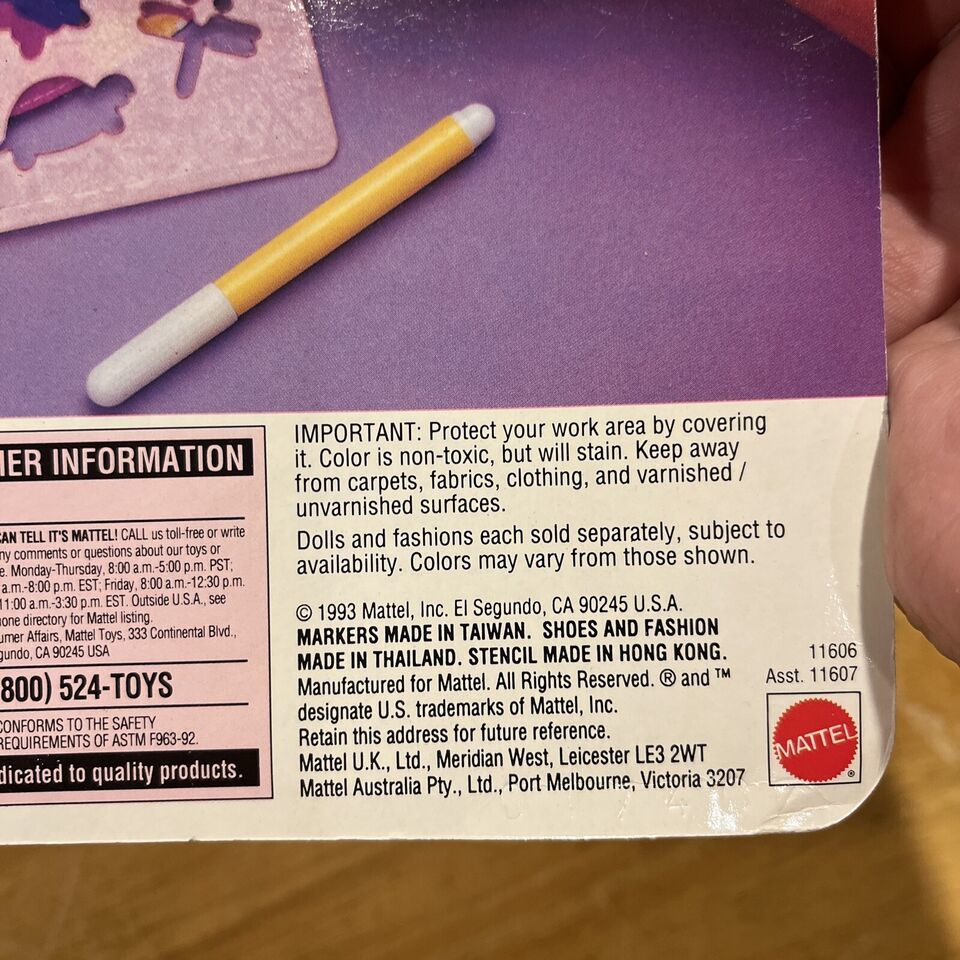 MER INFORMATION
CAN TELL IT'S MATTEL! CALL us toll-free or write
ny comments or questions about our toys or
e. Monday-Thursday, 8:00 a.m.-5:00 p.m. PST;
a.m.-8:00 p.m. EST; Friday, 8:00 a.m.-12:30 p.m.
11:00 a.m.-3:30 p.m. EST. Outside U.S.A., see
one directory for Mattel listing.
umer Affairs, Mattel Toys, 333 Continental Blvd.,
gundo, CA 90245 USA
800) 524-TOYS
CONFORMS TO THE SAFETY
REQUIREMENTS OF ASTM F963-92.
dicated to quality products.
IMPORTANT: Protect your work area by covering
it. Color is non-toxic, but will stain. Keep away
from carpets, fabrics, clothing, and varnished /
unvarnished surfaces.
Dolls and fashions each sold separately, subject to
availability. Colors may vary from those shown.
© 1993 Mattel, Inc. El Segundo, CA 90245 U.S.A.
MARKERS MADE IN TAIWAN. SHOES AND FASHION
MADE IN THAILAND. STENCIL MADE IN HONG KONG.
Manufactured for Mattel. All Rights Reserved. ® and ™
designate U.S. trademarks of Mattel, Inc.
Retain this address for future reference.
Mattel U.K., Ltd., Meridian West, Leicester LE3 2WT
Mattel Australia Pty., Ltd., Port Melbourne, Victoria 3207
11606
Asst. 11607
MATTEL
®